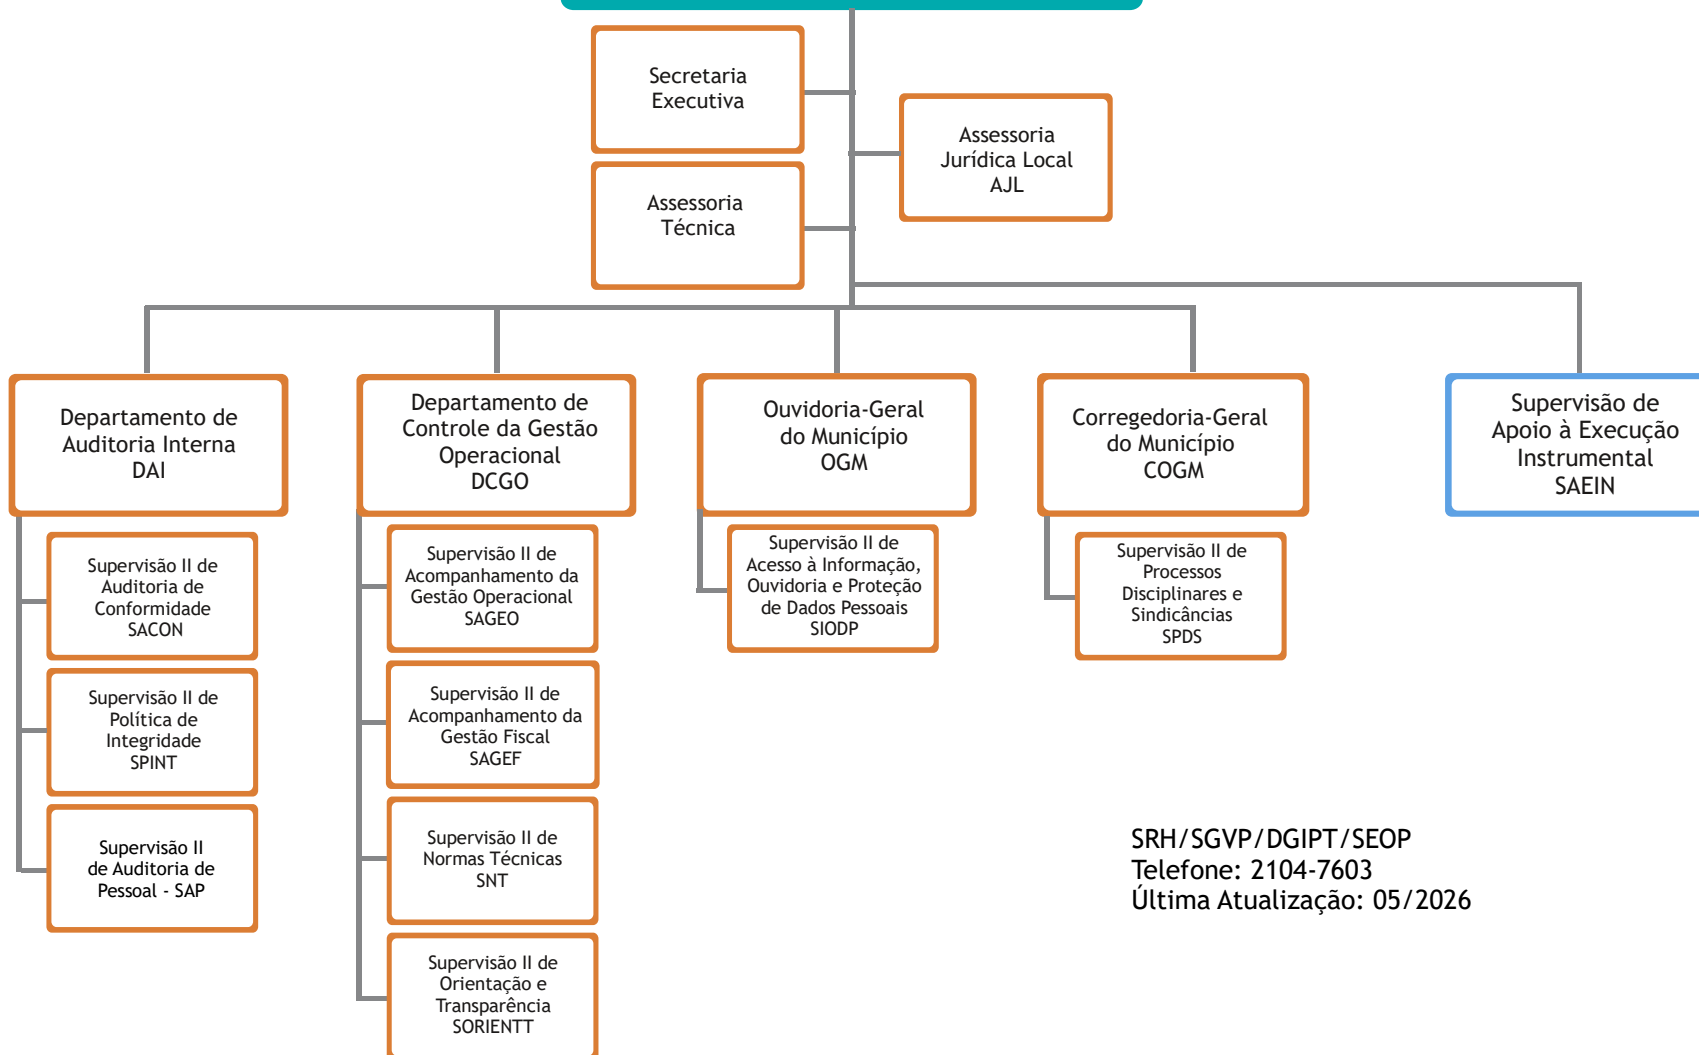 Secretaria
Executiva
Assessoria
Jurídica Local
AJL
Assessoria
Técnica
Departamento de
Auditoria Interna
DAI
Departamento de
Controle da Gestão
Operacional
DCGO
Ouvidoria-Geral
do Município
OGM
Corregedoria-Geral
do Município
COGM
Supervisão de
Apoio à Execução
Instrumental
SAEIN
Supervisão II de
Auditoria de
Conformidade
SACON
Supervisão II de
Política de
Integridade
SPINT
Supervisão II
de Auditoria de
Pessoal - SAP
Supervisão II de
Acompanhamento da
Gestão Operacional
SAGEO
Supervisão II de
Acompanhamento da
Gestão Fiscal
SAGEF
Supervisão II de
Normas Técnicas
SNT
Supervisão II de
Orientação e
Transparência
SORIENTT
Supervisão II de
Acesso à Informação,
Ouvidoria e Proteção
de Dados Pessoais
SIODP
Supervisão II de
Processos
Disciplinares e
Sindicâncias
SPDS
SRH/SGVP/DGIPT/SEOP
Telefone: 2104-7603
Última Atualização: 05/2026